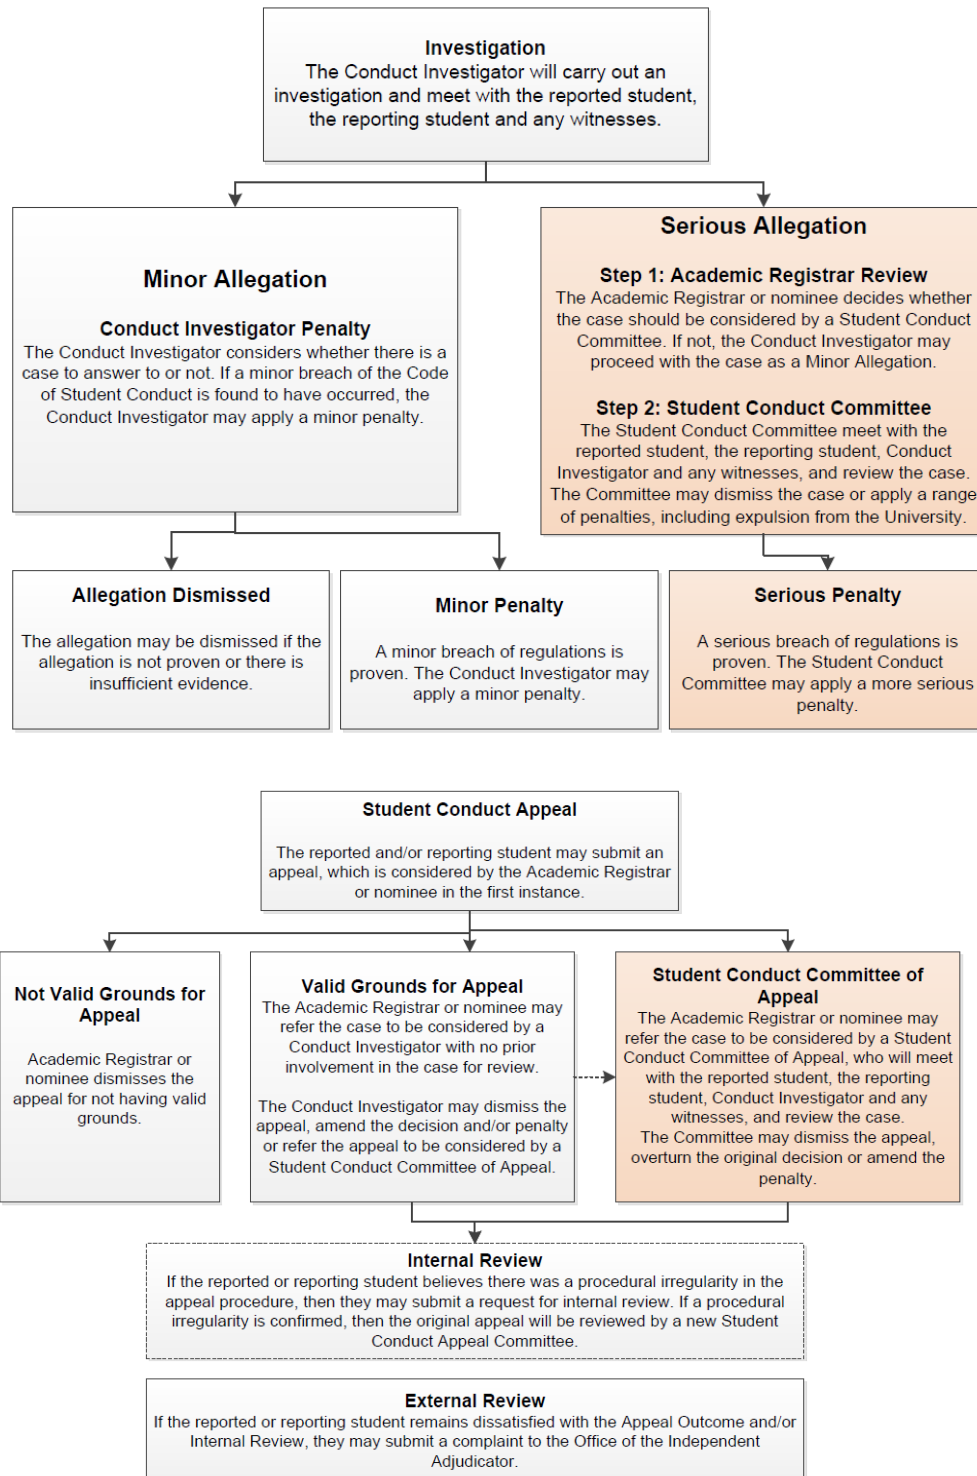 Investigation
The Conduct Investigator will carry out an
investigation and meet with the reported student,
the reporting student and any witnesses.
Minor Allegation
Conduct Investigator Penalty
The Conduct Investigator considers whether there is a
case to answer to or not. If a minor breach of the Code
of Student Conduct is found to have occurred, the
Conduct Investigator may apply a minor penalty.
Serious Allegation
Step 1: Academic Registrar Review
The Academic Registrar or nominee decides whether
the case should be considered by a Student Conduct
Committee. If not, the Conduct Investigator may
proceed with the case as a Minor Allegation.
Step 2: Student Conduct Committee
The Student Conduct Committee meet with the
reported student, the reporting student, Conduct
Investigator and any witnesses, and review the case.
The Committee may dismiss the case or apply a range
of penalties, including expulsion from the University.
Allegation Dismissed
The allegation may be dismissed if the
allegation is not proven or there is
insufficient evidence.
Minor Penalty
A minor breach of regulations is
proven. The Conduct Investigator may
apply a minor penalty.
Serious Penalty
A serious breach of regulations is
proven. The Student Conduct
Committee may apply a more serious
penalty.
Student Conduct Appeal
The reported and/or reporting student may submit an
appeal, which is considered by the Academic Registrar
or nominee in the first instance.
Not Valid Grounds for
Appeal
Academic Registrar or
nominee dismisses the
appeal for not having valid
grounds.
Valid Grounds for Appeal
The Academic Registrar or nominee may
refer the case to be considered by a
Conduct Investigator with no prior
involvement in the case for review.
The Conduct Investigator may dismiss the
appeal, amend the decision and/or penalty
or refer the appeal to be considered by a
Student Conduct Committee of Appeal.
Student Conduct Committee of
Appeal
The Academic Registrar or nominee may
refer the case to be considered by a Student
Conduct Committee of Appeal, who will meet
with the reported student, the reporting
student, Conduct Investigator and any
witnesses, and review the case.
The Committee may dismiss the appeal,
overturn the original decision or amend the
penalty.
Internal Review
If the reported or reporting student believes there was a procedural irregularity in the
appeal procedure, then they may submit a request for internal review. If a procedural
irregularity is confirmed, then the original appeal will be reviewed by a new Student
Conduct Appeal Committee.
External Review
If the reported or reporting student remains dissatisfied with the Appeal Outcome and/or
Internal Review, they may submit a complaint to the Office of the Independent
Adjudicator.